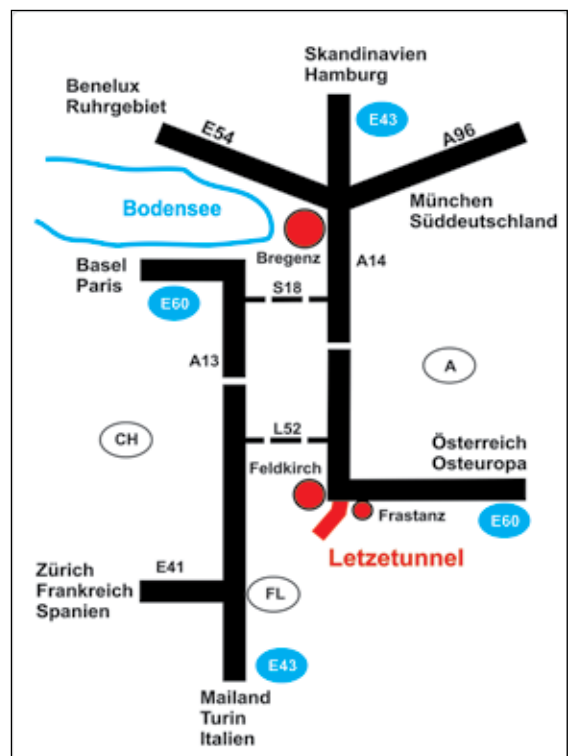 Skandinavien
Hamburg
Benelux
Ruhrgebiet
E43
E54
A96
München
Süddeutschland
Bodensee
Bregenz
A14
Basel
Paris
S18
E60
A13
A
CH
L52
Österreich
Osteuropa
Feldkirch
Frastanz
E60
Letzetunnel
E41
Zürich
Frankreich
Spanien
FL
E43
Mailand
Turin
Italien